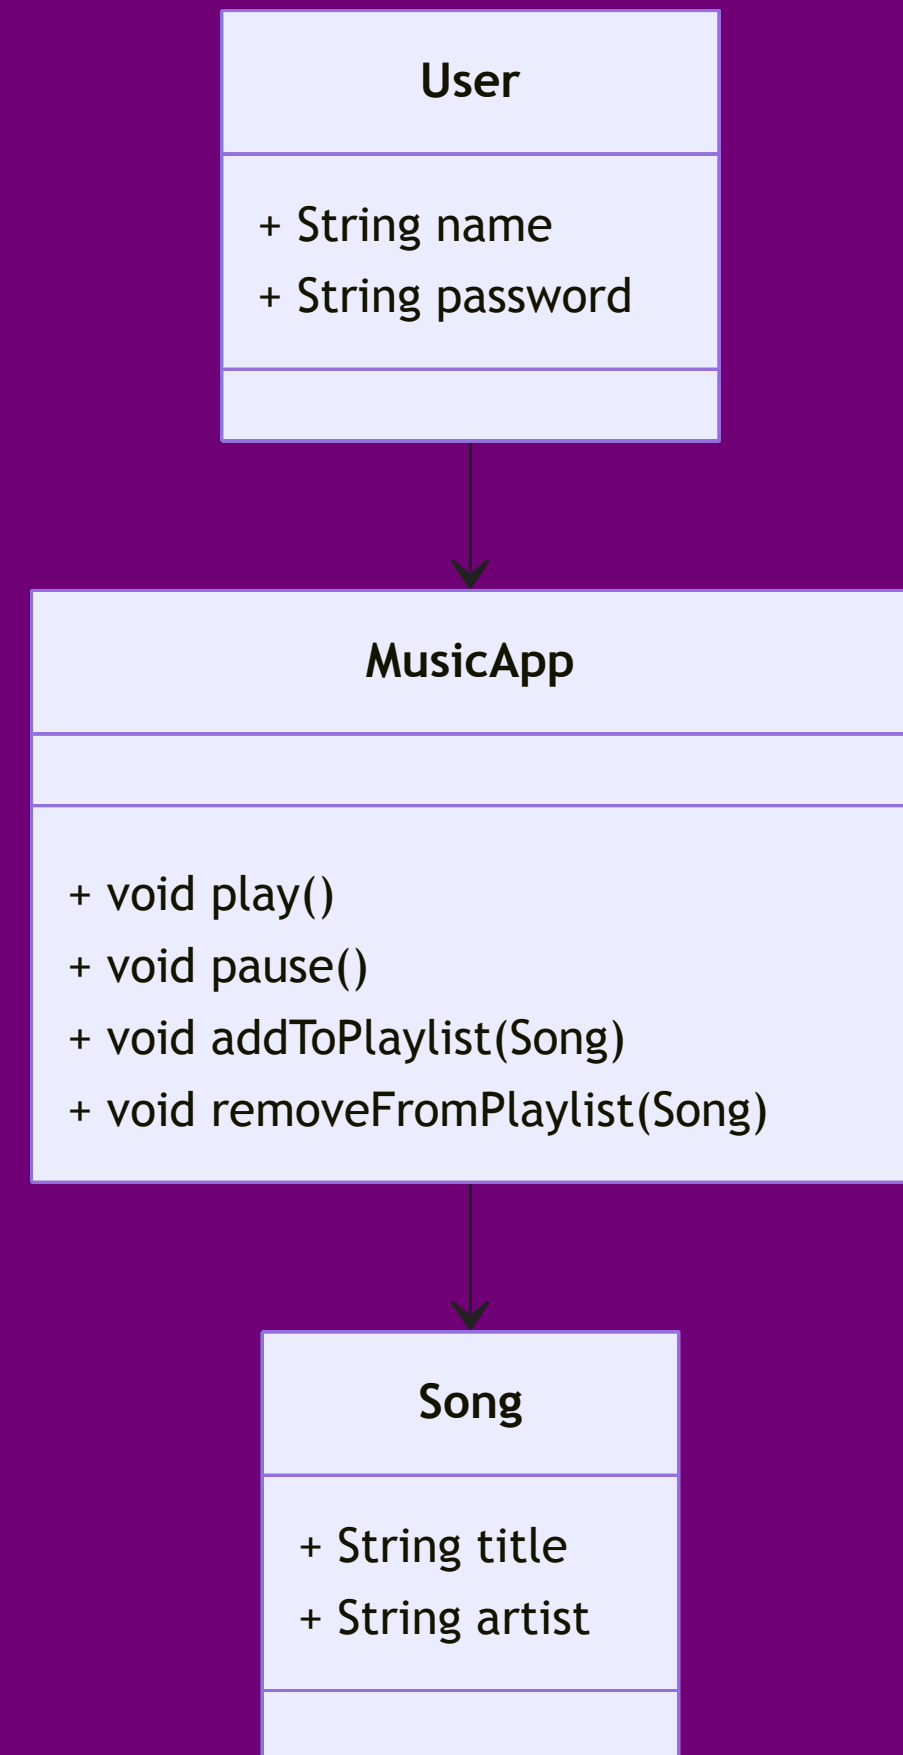 User
+ String name
+ String password
MusicApp
+ void play()
+ void pause()
+ void addToPlaylist(Song)
+ void removeFromPlaylist(Song)
Song
+ String title
+ String artist